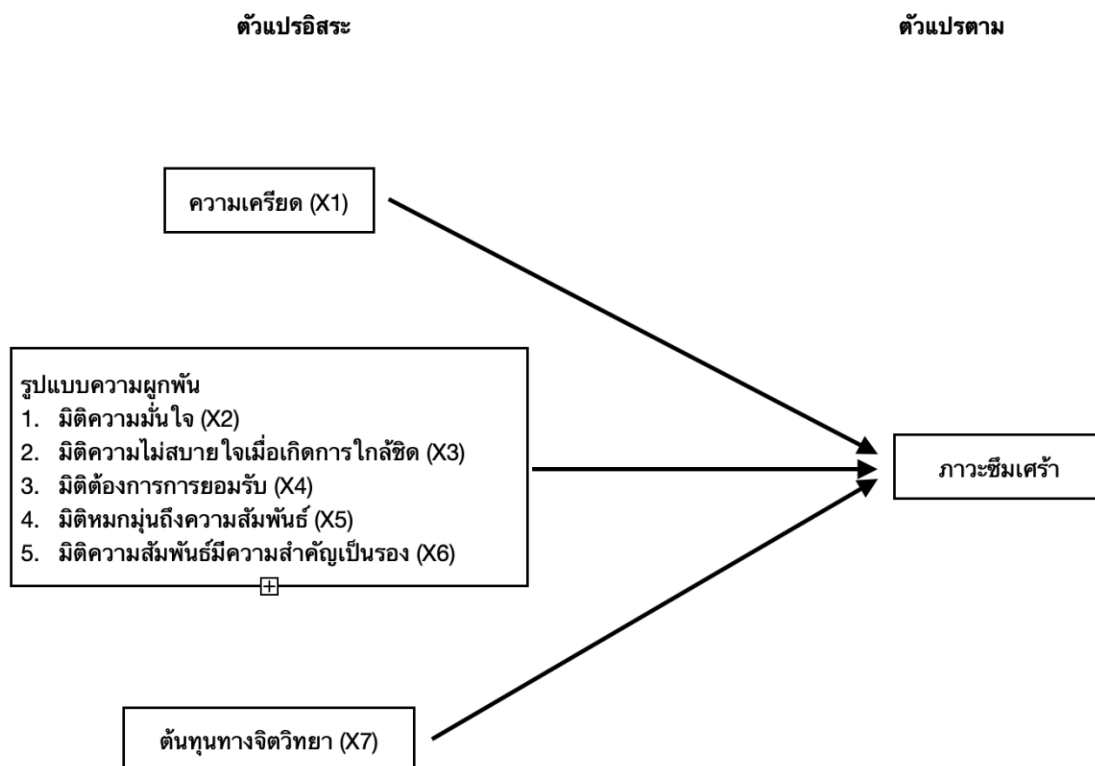 ตัวแปรอิสระ
ตัวแปรตาม
ความเครียด (X1)
รูปแบบความผูกพัน
1. มิติความมั่นใจ (X2)
2. มิติความไม่สบายใจเมื่อเกิดการใกล้ชิด (X3)
3. มิติต้องการการยอมรับ (X4)
4. มิติหมกมุ่นถึงความสัมพันธ์ (X5)
5. มิติความสัมพันธ์มีความสำคัญเป็นรอง (X6)
ภาวะซึมเศร้า
ต้นทุนทางจิตวิทยา (X7)